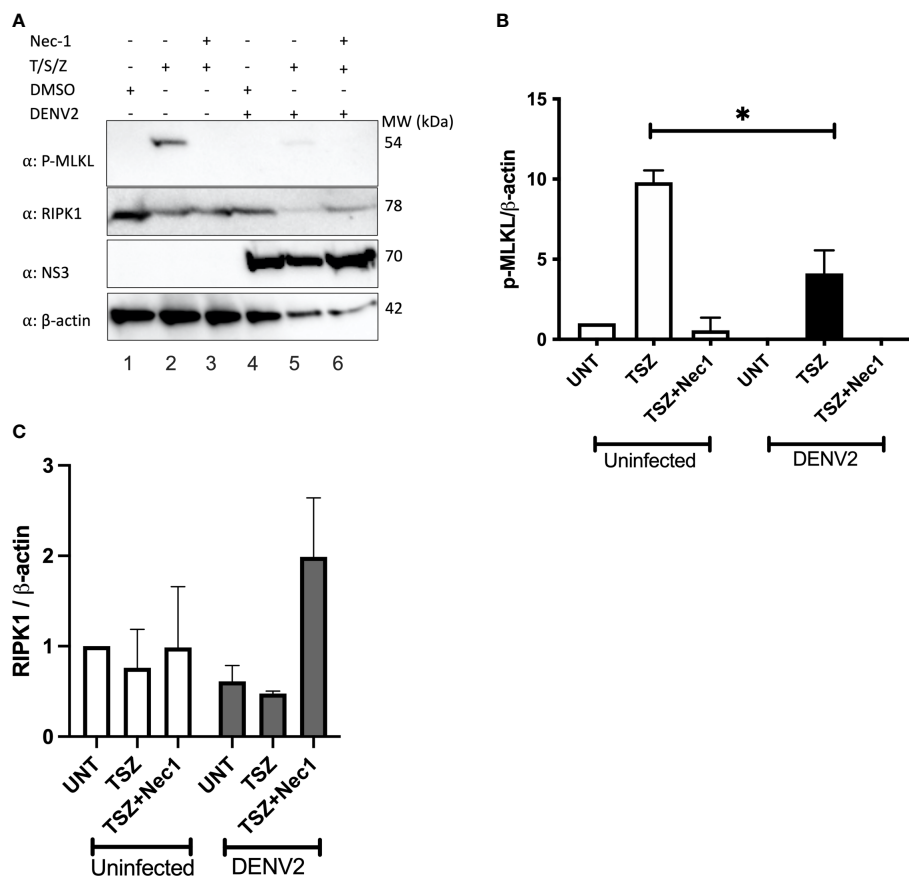 A
Nec-1 - - + - - +
T/S/Z - + + - + +
DMSO + - - + - -
DENV2 - - - + + +
MW (kDa)
α: P-MLKL 54
α: RIPK1 78
α: NS3 70
α: β-actin 42
1 2 3 4 5 6
B
p-MLKL/β-actin
15
10
5
0
*
UNT TSZ TSZ+Nec1 UNT TSZ TSZ+Nec1
Uninfected DENV2
C
RIPK1 / β-actin
3
2
1
0
UNT TSZ TSZ+Nec1 UNT TSZ TSZ+Nec1
Uninfected DENV2